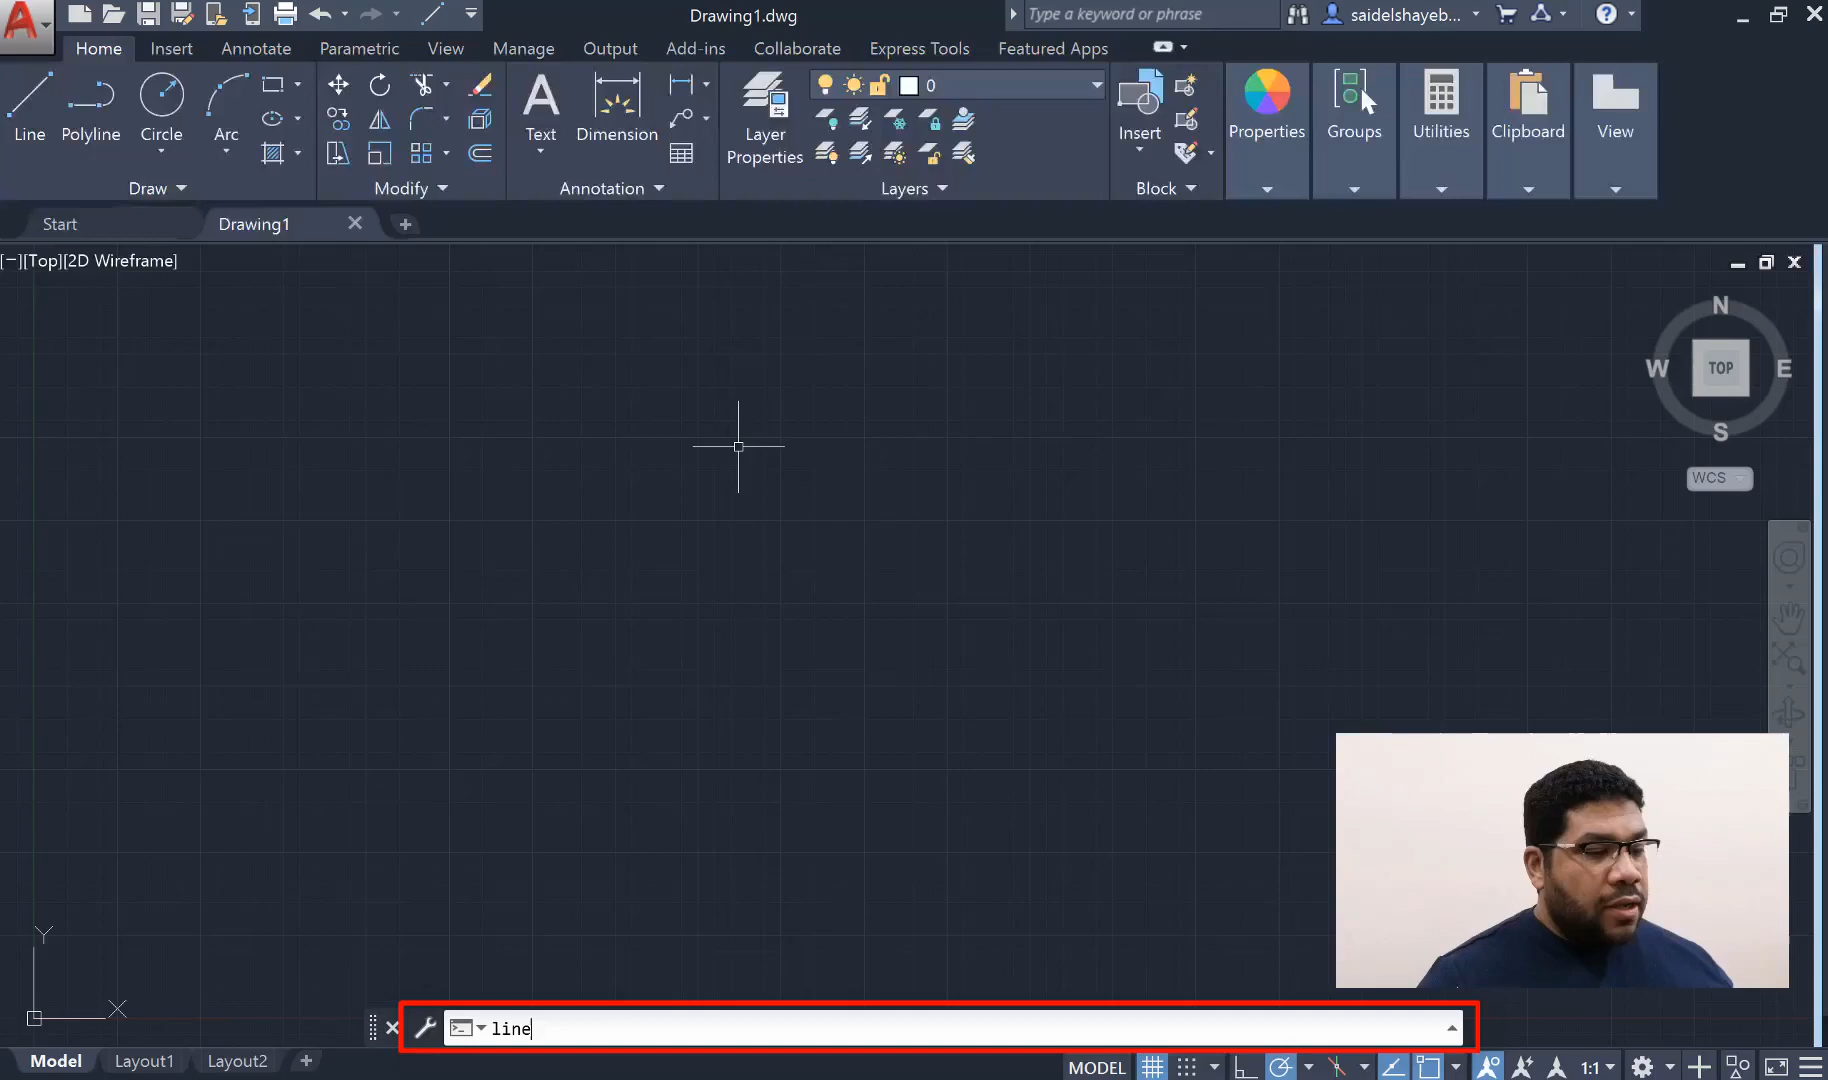 Drawing1.dwg
Type a keyword or phrase
saidelshayeb...
Home Insert Annotate Parametric View Manage Output Add-ins Collaborate Express Tools Featured Apps
0
Line Polyline Circle Arc
Text Dimension
Layer Properties
Insert
Properties Groups Utilities Clipboard View
Draw Modify Annotation Layers Block
Start Drawing1
[−][Top][2D Wireframe]
N
W TOP E
S
WCS
Y
X
line
Model Layout1 Layout2
MODEL 1:1